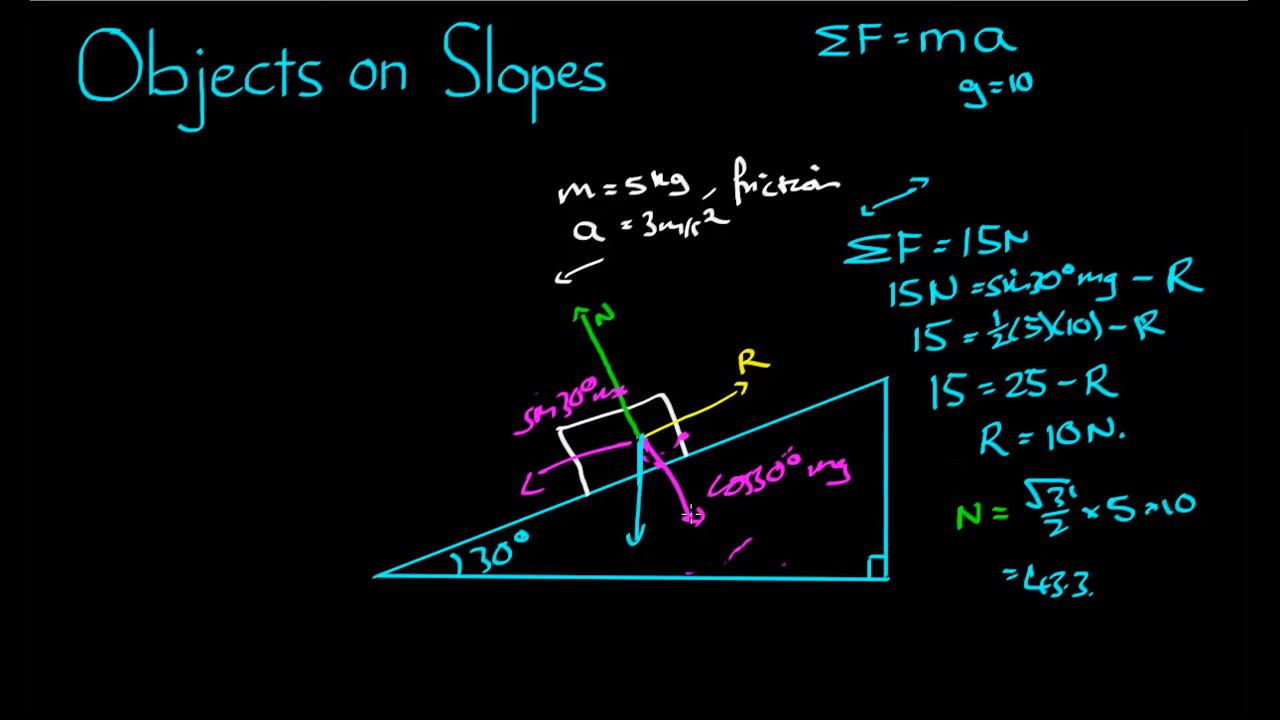 Objects on Slopes
ΣF = ma
g=10
m = 5kg, friction
a = 3m/s²
ΣF = 15N
15N = sin30° mg - R
15 = ½(5)(10) - R
15 = 25 - R
R = 10N.
N = √3/2 × 5 × 10
= 43.3.
N
R
sin30°
cos30° mg
30°